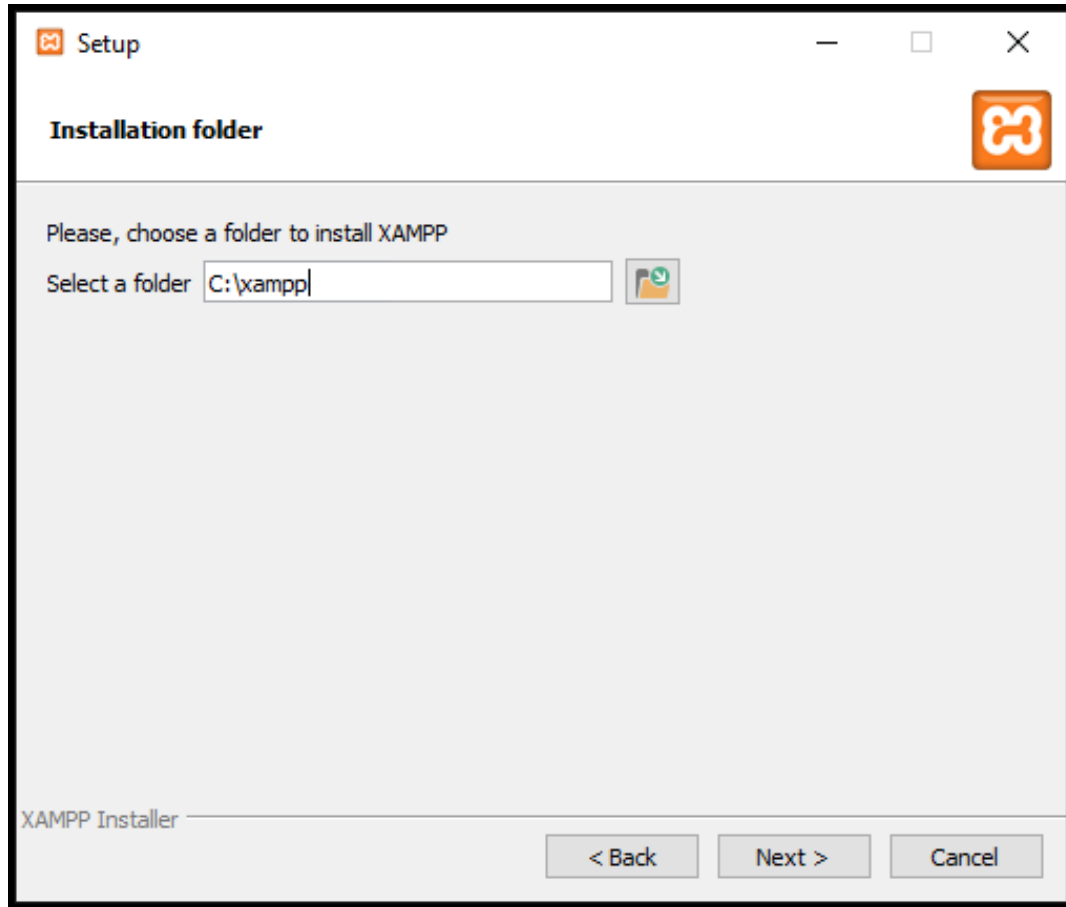 Setup
Installation folder
Please, choose a folder to install XAMPP
Select a folder C:\xampp
XAMPP Installer
< Back Next > Cancel